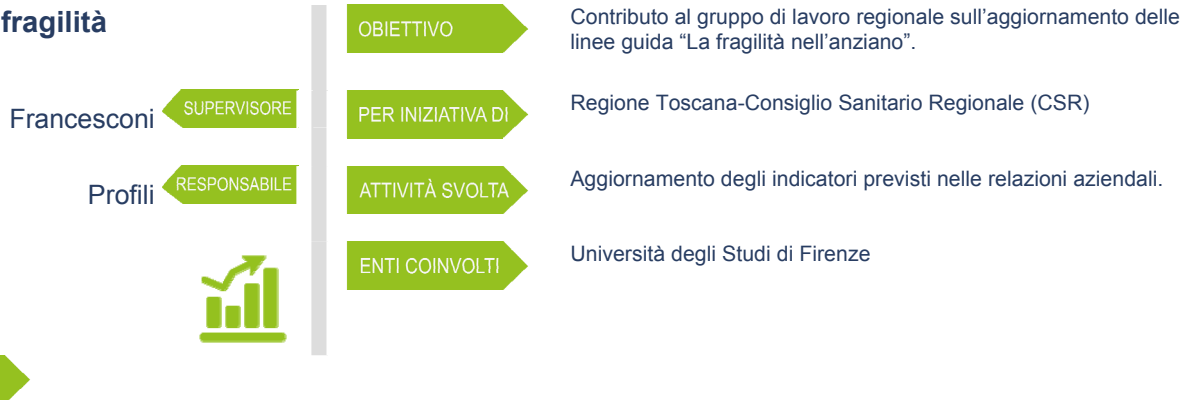 fragilità
Francesconi
SUPERVISORE
Profili
RESPONSABILE
OBIETTIVO
Contributo al gruppo di lavoro regionale sull’aggiornamento delle
linee guida “La fragilità nell’anziano”.
PER INIZIATIVA DI
Regione Toscana-Consiglio Sanitario Regionale (CSR)
ATTIVITÀ SVOLTA
Aggiornamento degli indicatori previsti nelle relazioni aziendali.
ENTI COINVOLTI
Università degli Studi di Firenze